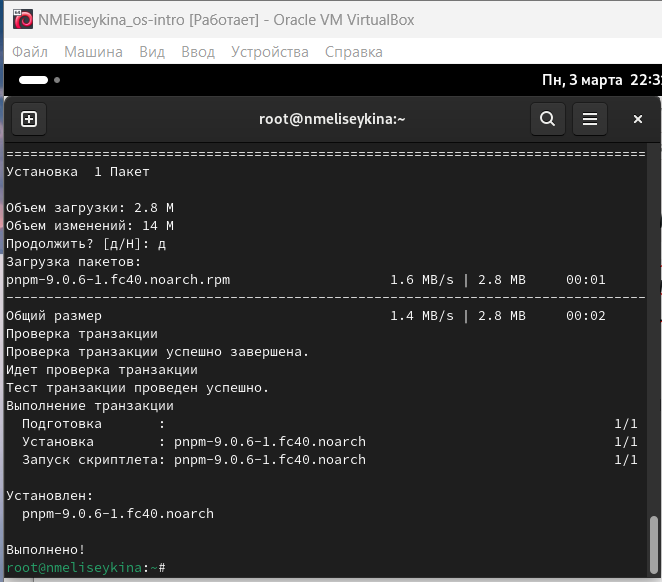 NMEliseykina_os-intro [Работает] - Oracle VM VirtualBox
Файл Машина Вид Ввод Устройства Справка
Пн, 3 марта 22:3
root@nmeliseykina:~
================================================================================
Установка 1 Пакет
Объем загрузки: 2.8 M
Объем изменений: 14 M
Продолжить? [д/Н]: д
Загрузка пакетов:
pnpm-9.0.6-1.fc40.noarch.rpm 1.6 MB/s | 2.8 MB 00:01
--------------------------------------------------------------------------------
Общий размер 1.4 MB/s | 2.8 MB 00:02
Проверка транзакции
Проверка транзакции успешно завершена.
Идет проверка транзакции
Тест транзакции проведен успешно.
Выполнение транзакции
Подготовка : 1/1
Установка : pnpm-9.0.6-1.fc40.noarch 1/1
Запуск скриптлета: pnpm-9.0.6-1.fc40.noarch 1/1
Установлен:
pnpm-9.0.6-1.fc40.noarch
Выполнено!
root@nmeliseykina:~#